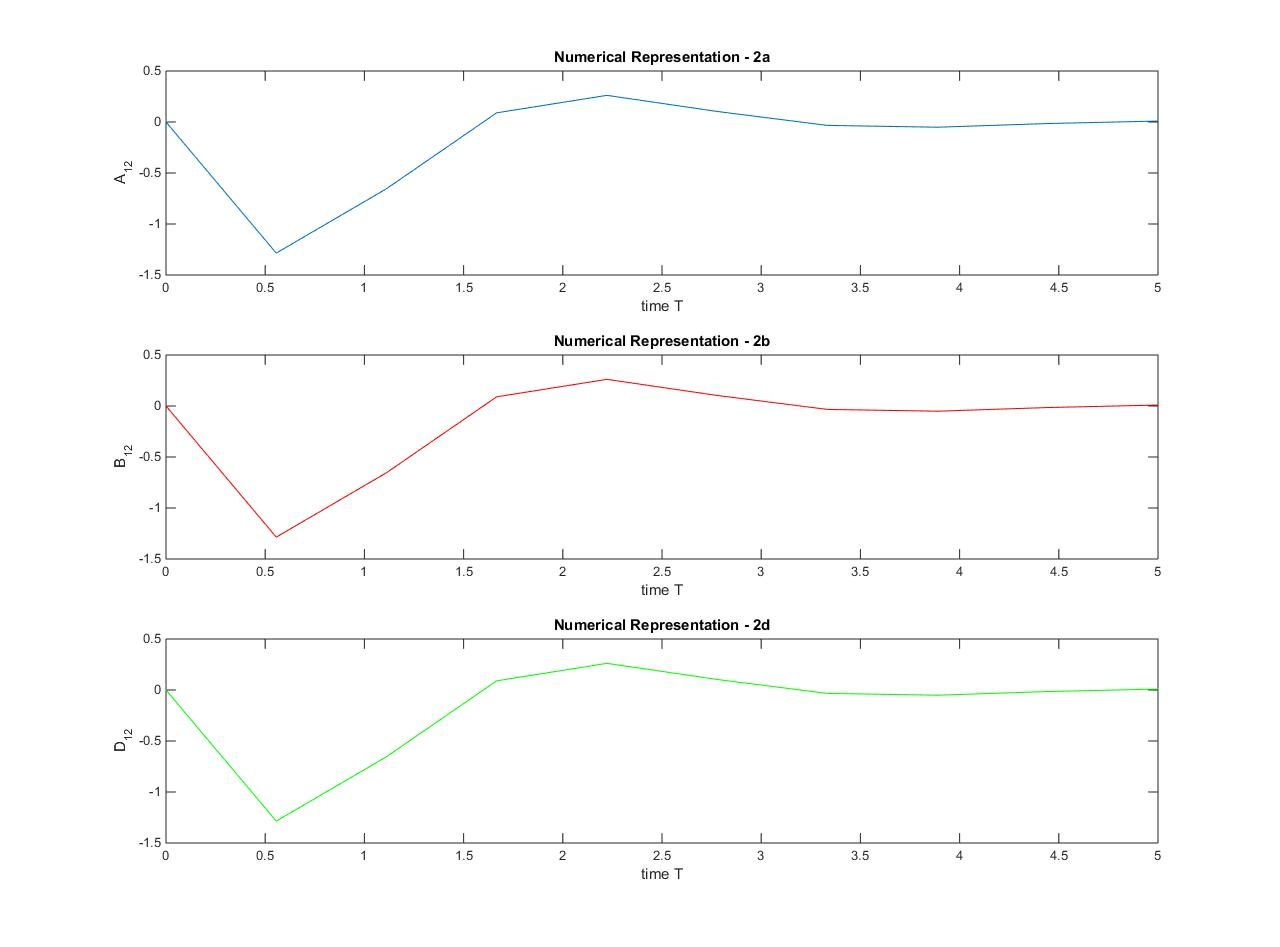 Numerical Representation - 2a
0.5
0
-0.5
-1
-1.5
A12
0 0.5 1 1.5 2 2.5 3 3.5 4 4.5 5
time T
Numerical Representation - 2b
0.5
0
-0.5
-1
-1.5
B12
0 0.5 1 1.5 2 2.5 3 3.5 4 4.5 5
time T
Numerical Representation - 2d
0.5
0
-0.5
-1
-1.5
D12
0 0.5 1 1.5 2 2.5 3 3.5 4 4.5 5
time T